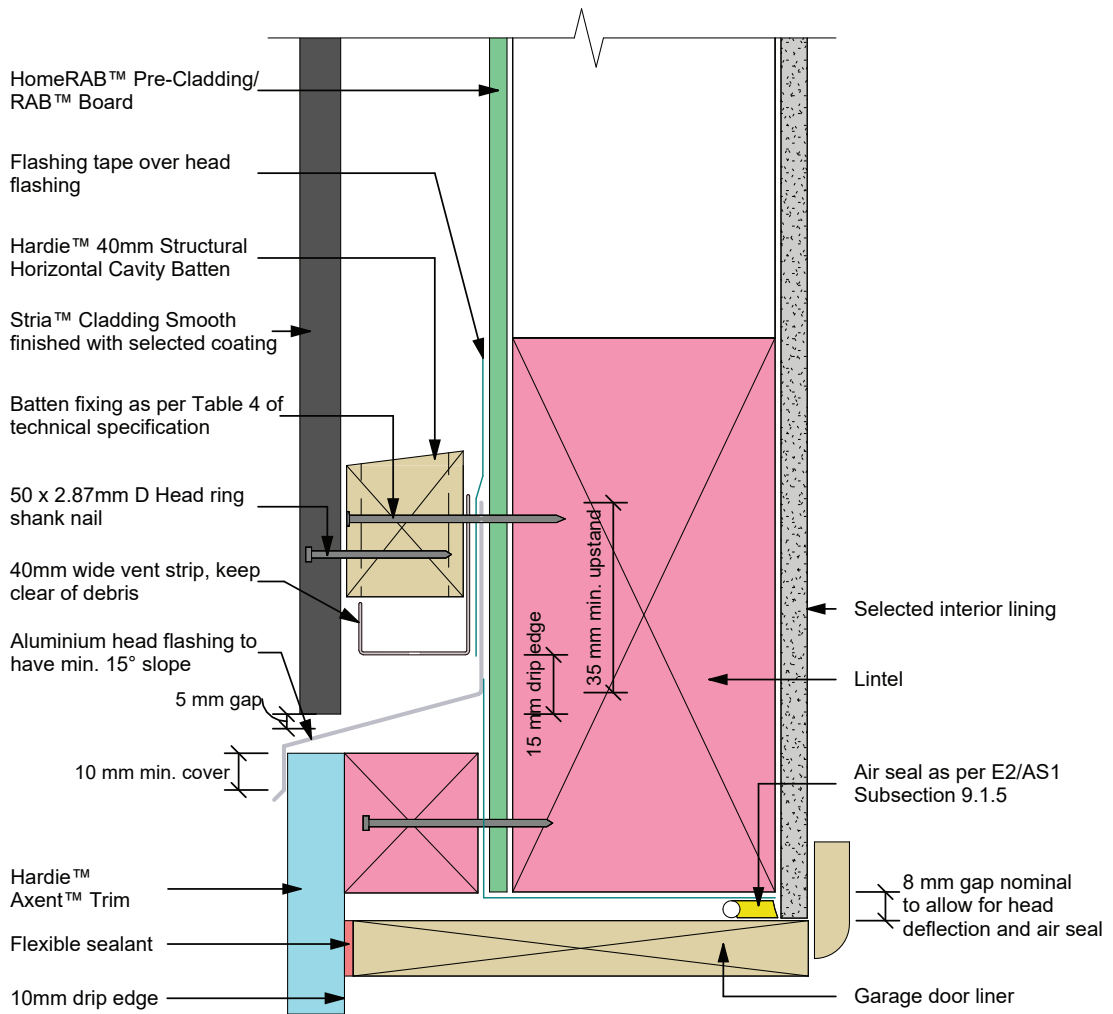 HomeRAB™ Pre-Cladding/
RAB™ Board
Flashing tape over head
flashing
Hardie™ 40mm Structural
Horizontal Cavity Batten
Stria™ Cladding Smooth
finished with selected coating
Batten fixing as per Table 4 of
technical specification
50 x 2.87mm D Head ring
shank nail
40mm wide vent strip, keep
clear of debris
Aluminium head flashing to
have min. 15° slope
5 mm gap
10 mm min. cover
Hardie™
Axent™ Trim
Flexible sealant
10mm drip edge
15 mm drip edge
35 mm min. upstand
Selected interior lining
Lintel
Air seal as per E2/AS1
Subsection 9.1.5
8 mm gap nominal
to allow for head
deflection and air seal
Garage door liner